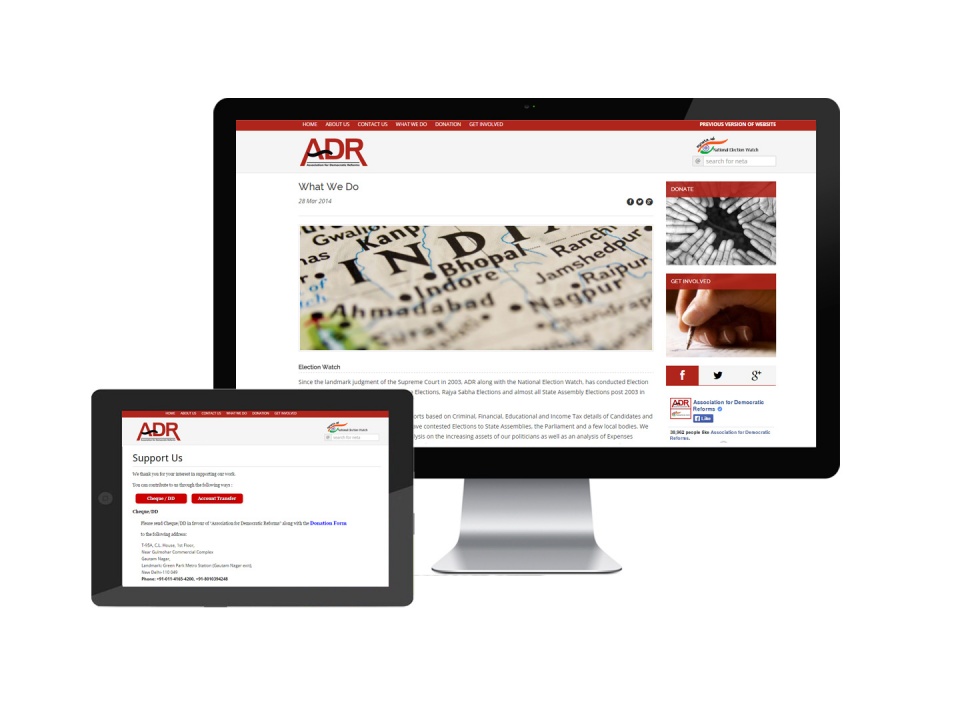 HOME ABOUT US CONTACT US WHAT WE DO DONATION GET INVOLVED PREVIOUS VERSION OF WEBSITE
ADR
Association for Democratic Reforms
National Election Watch
search for neta
What We Do
28 Mar 2014
Gwalior
Kanp
INDI
Ranchi
has
Bhopal
Jamshedpur
of
Indore
Raipur
ch
Ahmadabad
Nagpur
Surat
Chandrap
DONATE
GET INVOLVED
Election Watch
Since the landmark judgment of the Supreme Court in 2003, ADR along with the National Election Watch, has conducted Election
e Elections, Rajya Sabha Elections and almost all State Assembly Elections post 2003 in
orts based on Criminal, Financial, Educational and Income Tax details of Candidates and
ave contested Elections to State Assemblies, the Parliament and a few local bodies. We
lysis on the increasing assets of our politicians as well as an analysis of Expenses
f g+
ADR
Association for Democratic
Reforms
Like
like Association for Democratic
Reforms.
HOME ABOUT US CONTACT US WHAT WE DO DONATION GET INVOLVED
ADR
Association for Democratic Reforms
National Election Watch
search for neta
Support Us
We thank you for your interest in supporting our work.
You can contribute to us through the following ways :
Cheque / DD Account Transfer
Cheque/DD
Please send Cheque/DD in favour of "Association for Democratic Reforms" along with the Donation Form
to the following address:
T-95A, C.L. House, 1st Floor,
Near Gulmohar Commercial Complex
Gautam Nagar,
Landmark: Green Park Metro Station (Gautam Nagar exit),
New Delhi-110 049
Phone: +91-011-4165-4200, +91-8010394248